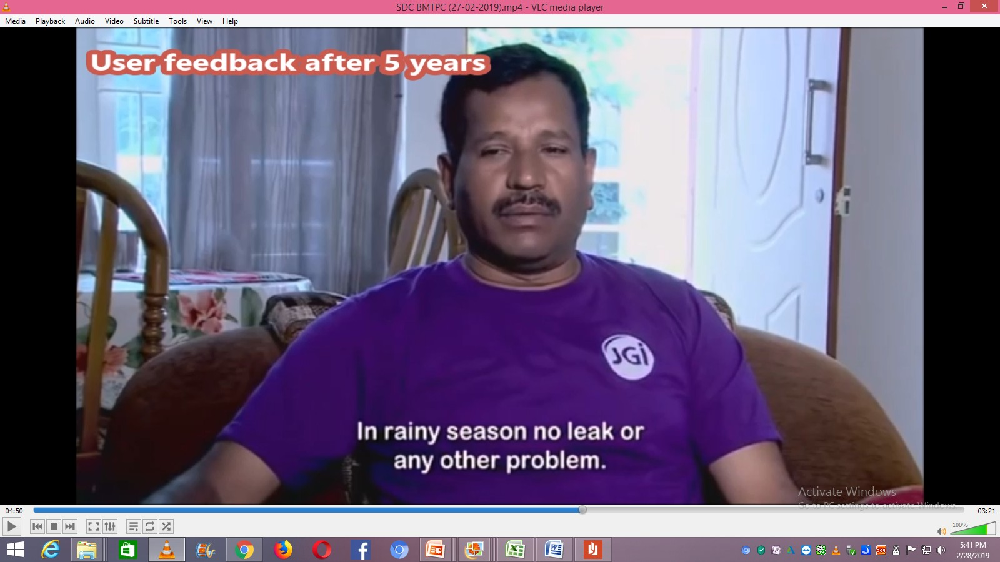 SDC BMTPC (27-02-2019).mp4 - VLC media player
Media Playback Audio Video Subtitle Tools View Help
User feedback after 5 years
JGi
In rainy season no leak or
any other problem.
Activate Windows
Go to PC settings to activate Windows.
04:50
-03:21
100%
5:41 PM
2/28/2019